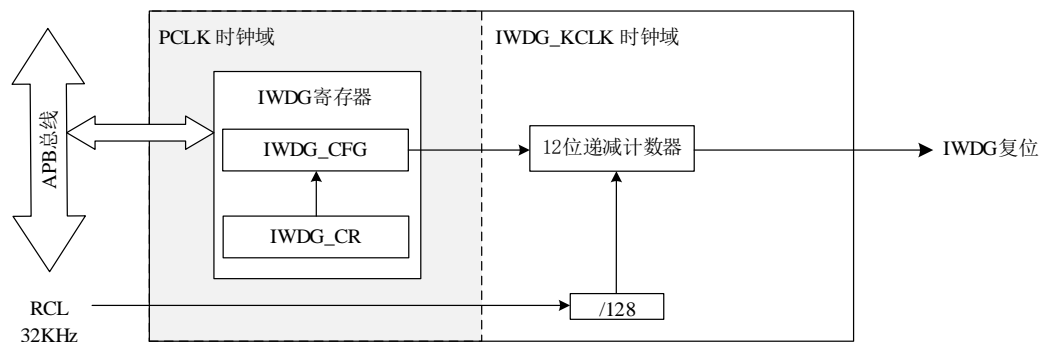 PCLK 时钟域
IWDG_KCLK 时钟域
IWDG寄存器
IWDG_CFG
IWDG_CR
APB总线
12位递减计数器
IWDG复位
/128
RCL
32KHz